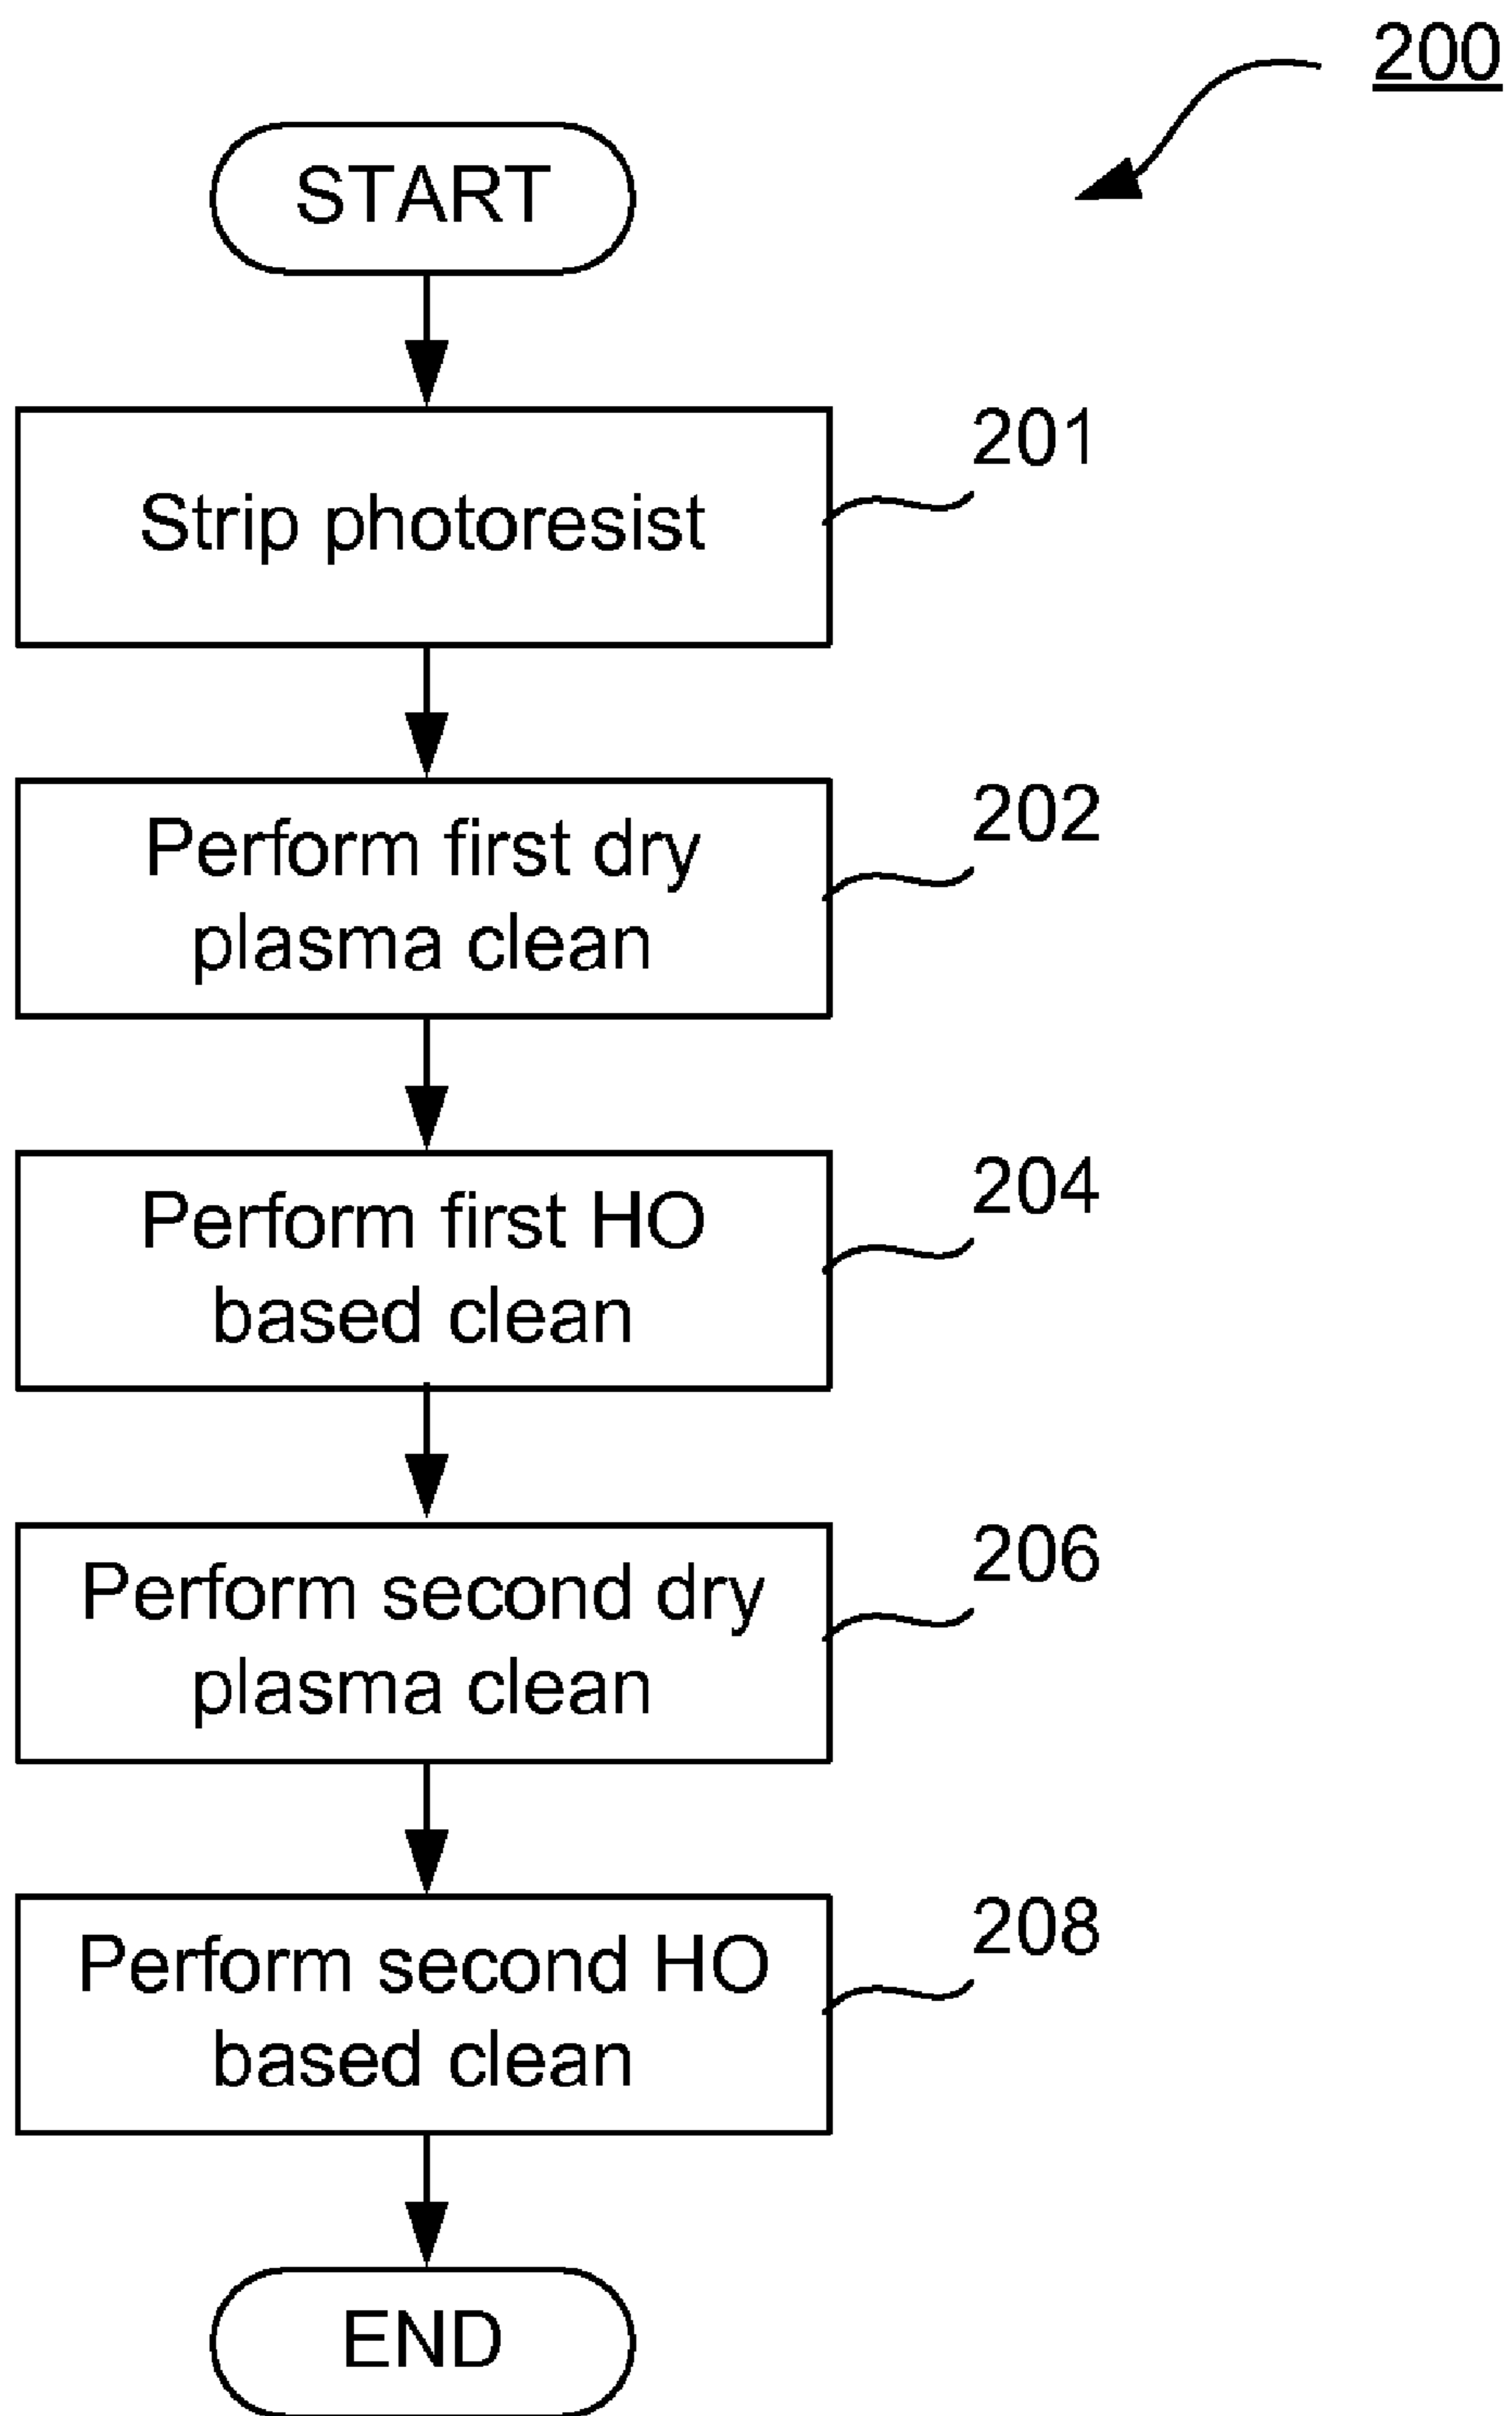 200
START
Strip photoresist
201
Perform first dry
plasma clean
202
Perform first HO
based clean
204
Perform second dry
plasma clean
206
Perform second HO
based clean
208
END